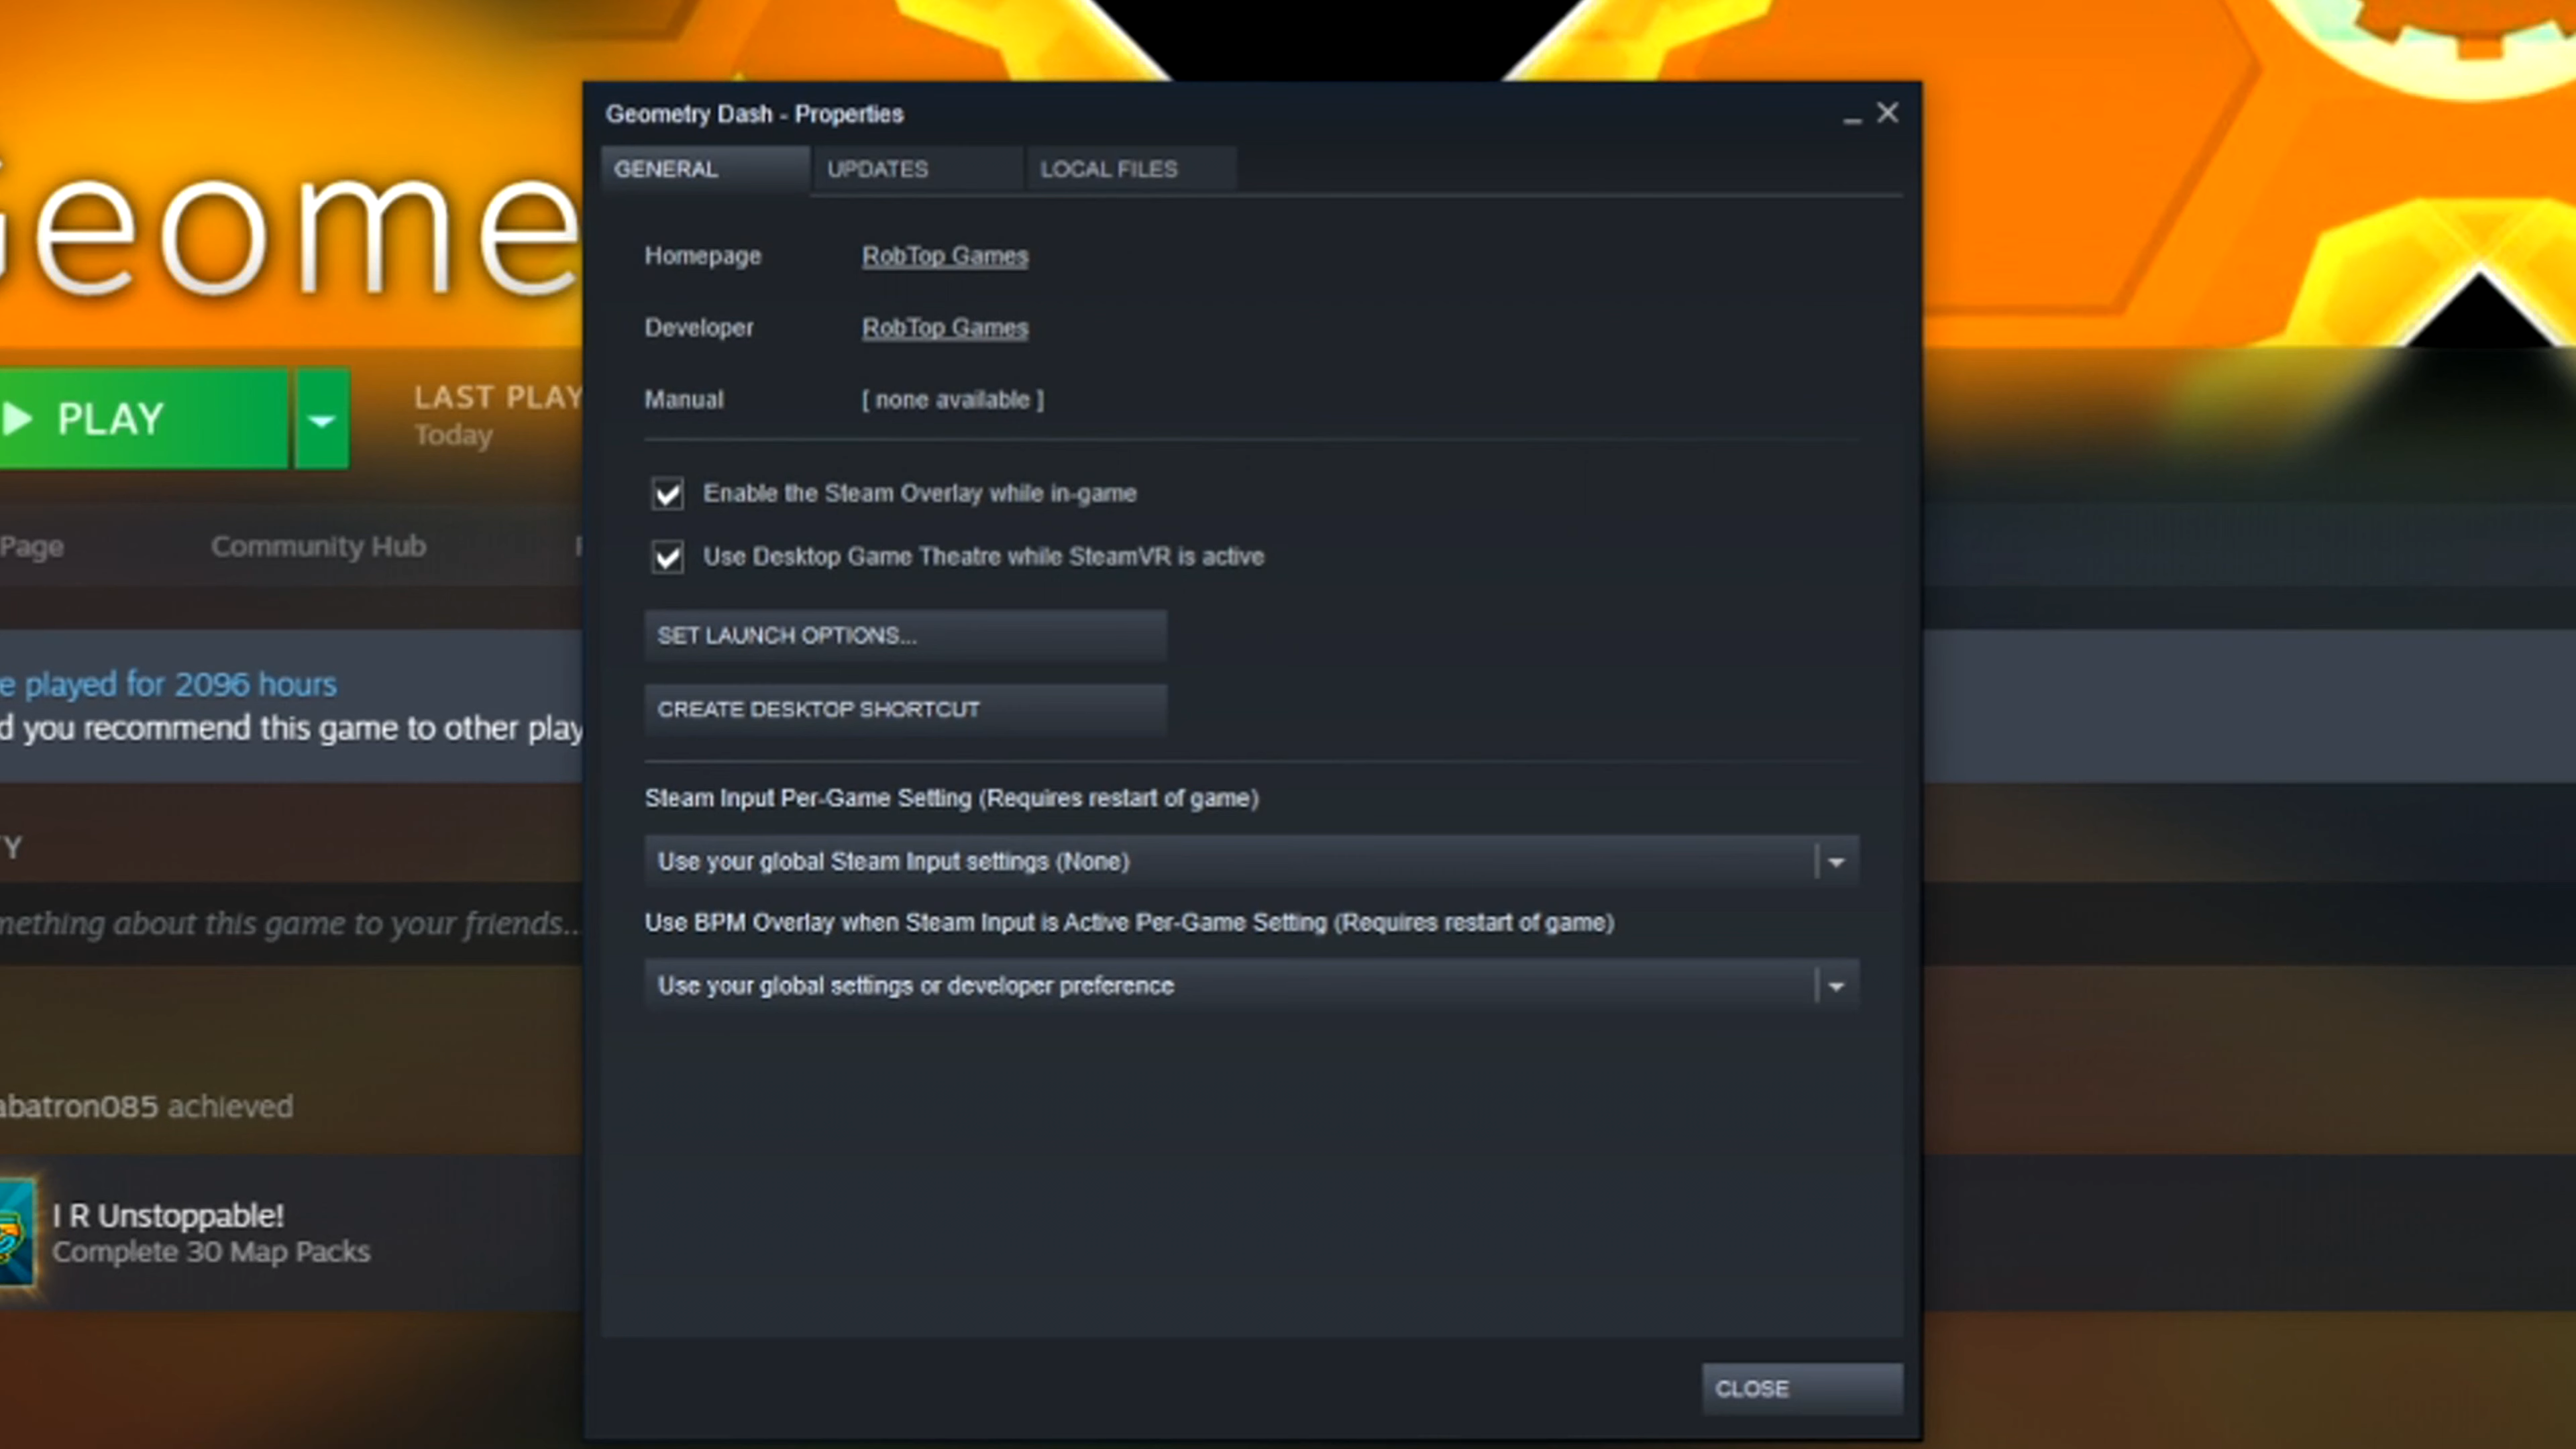 Geome
PLAY
LAST PLAY
Today
Page
Community Hub
e played for 2096 hours
d you recommend this game to other play
Y
mething about this game to your friends...
abatron085 achieved
I R Unstoppable!
Complete 30 Map Packs
Geometry Dash - Properties
GENERAL
UPDATES
LOCAL FILES
Homepage RobTop Games
Developer RobTop Games
Manual [ none available ]
Enable the Steam Overlay while in-game
Use Desktop Game Theatre while SteamVR is active
SET LAUNCH OPTIONS...
CREATE DESKTOP SHORTCUT
Steam Input Per-Game Setting (Requires restart of game)
Use your global Steam Input settings (None)
Use BPM Overlay when Steam Input is Active Per-Game Setting (Requires restart of game)
Use your global settings or developer preference
CLOSE